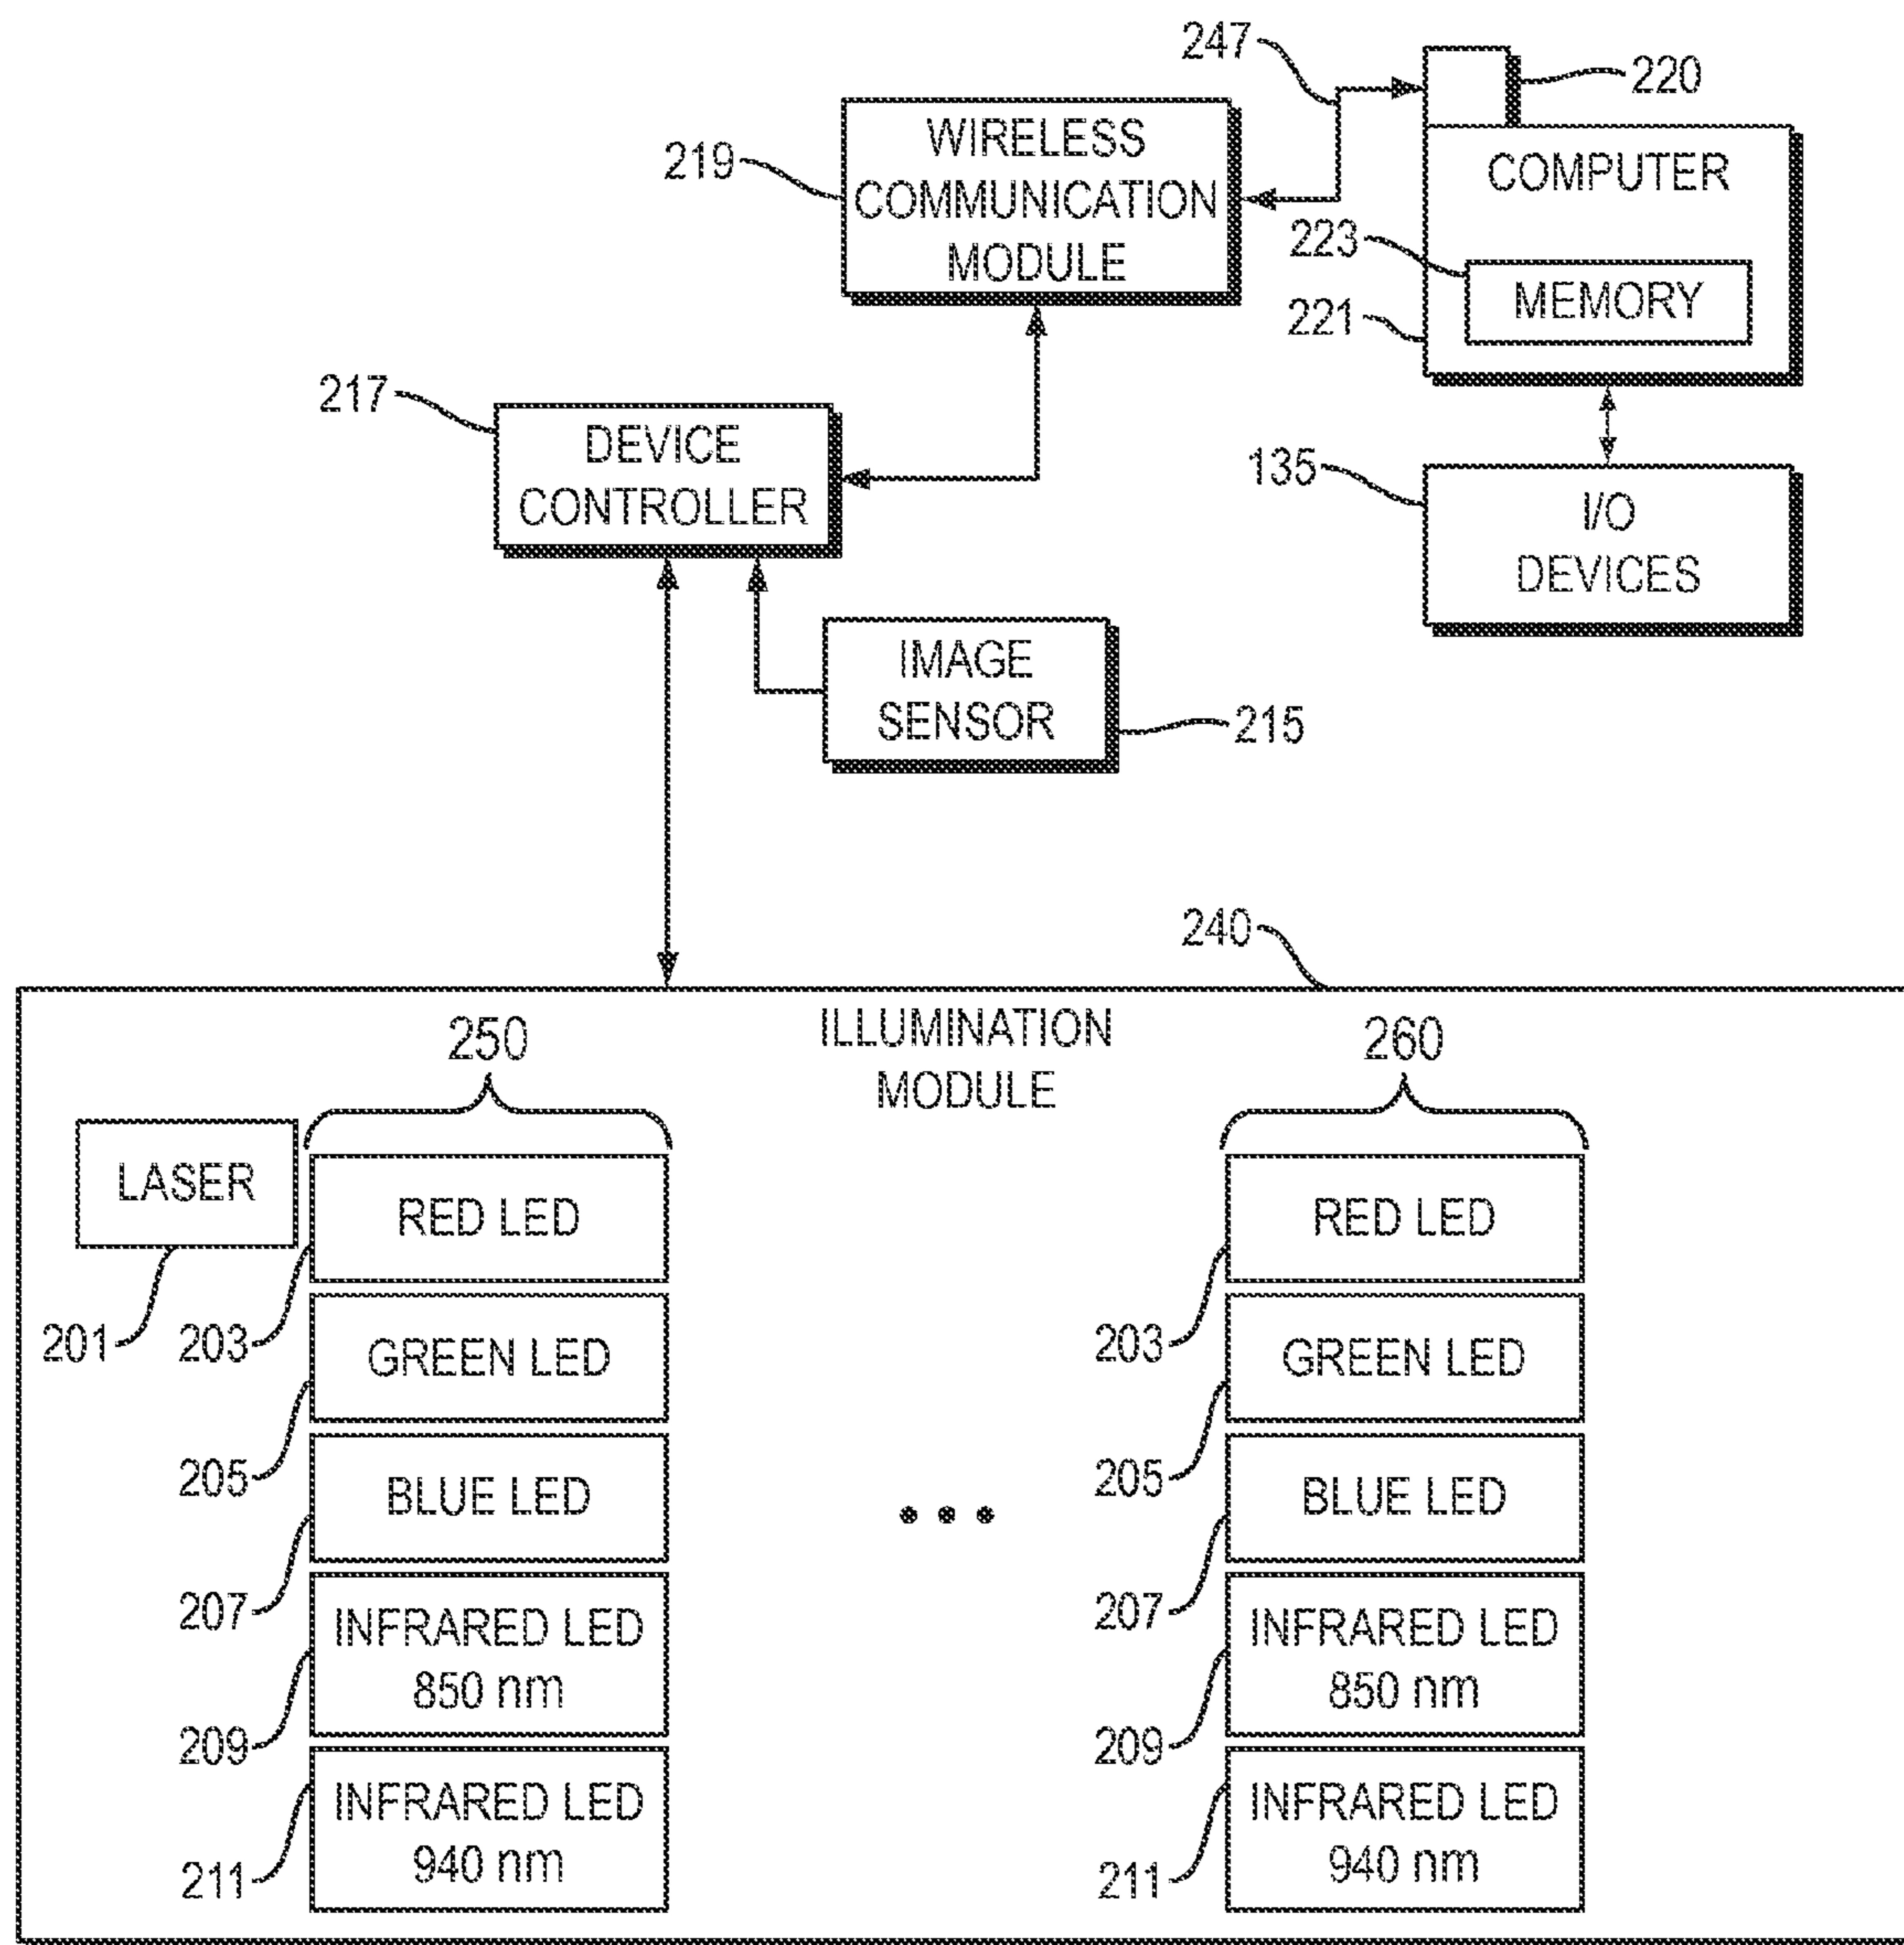 247
220
WIRELESS
COMMUNICATION
MODULE
219
COMPUTER
223
MEMORY
221
217
DEVICE
CONTROLLER
135
I/O
DEVICES
IMAGE
SENSOR
215
240
ILLUMINATION
MODULE
250
260
LASER
201
RED LED
203
GREEN LED
205
BLUE LED
207
INFRARED LED
850 nm
209
INFRARED LED
940 nm
211
• • •
RED LED
203
GREEN LED
205
BLUE LED
207
INFRARED LED
850 nm
209
INFRARED LED
940 nm
211